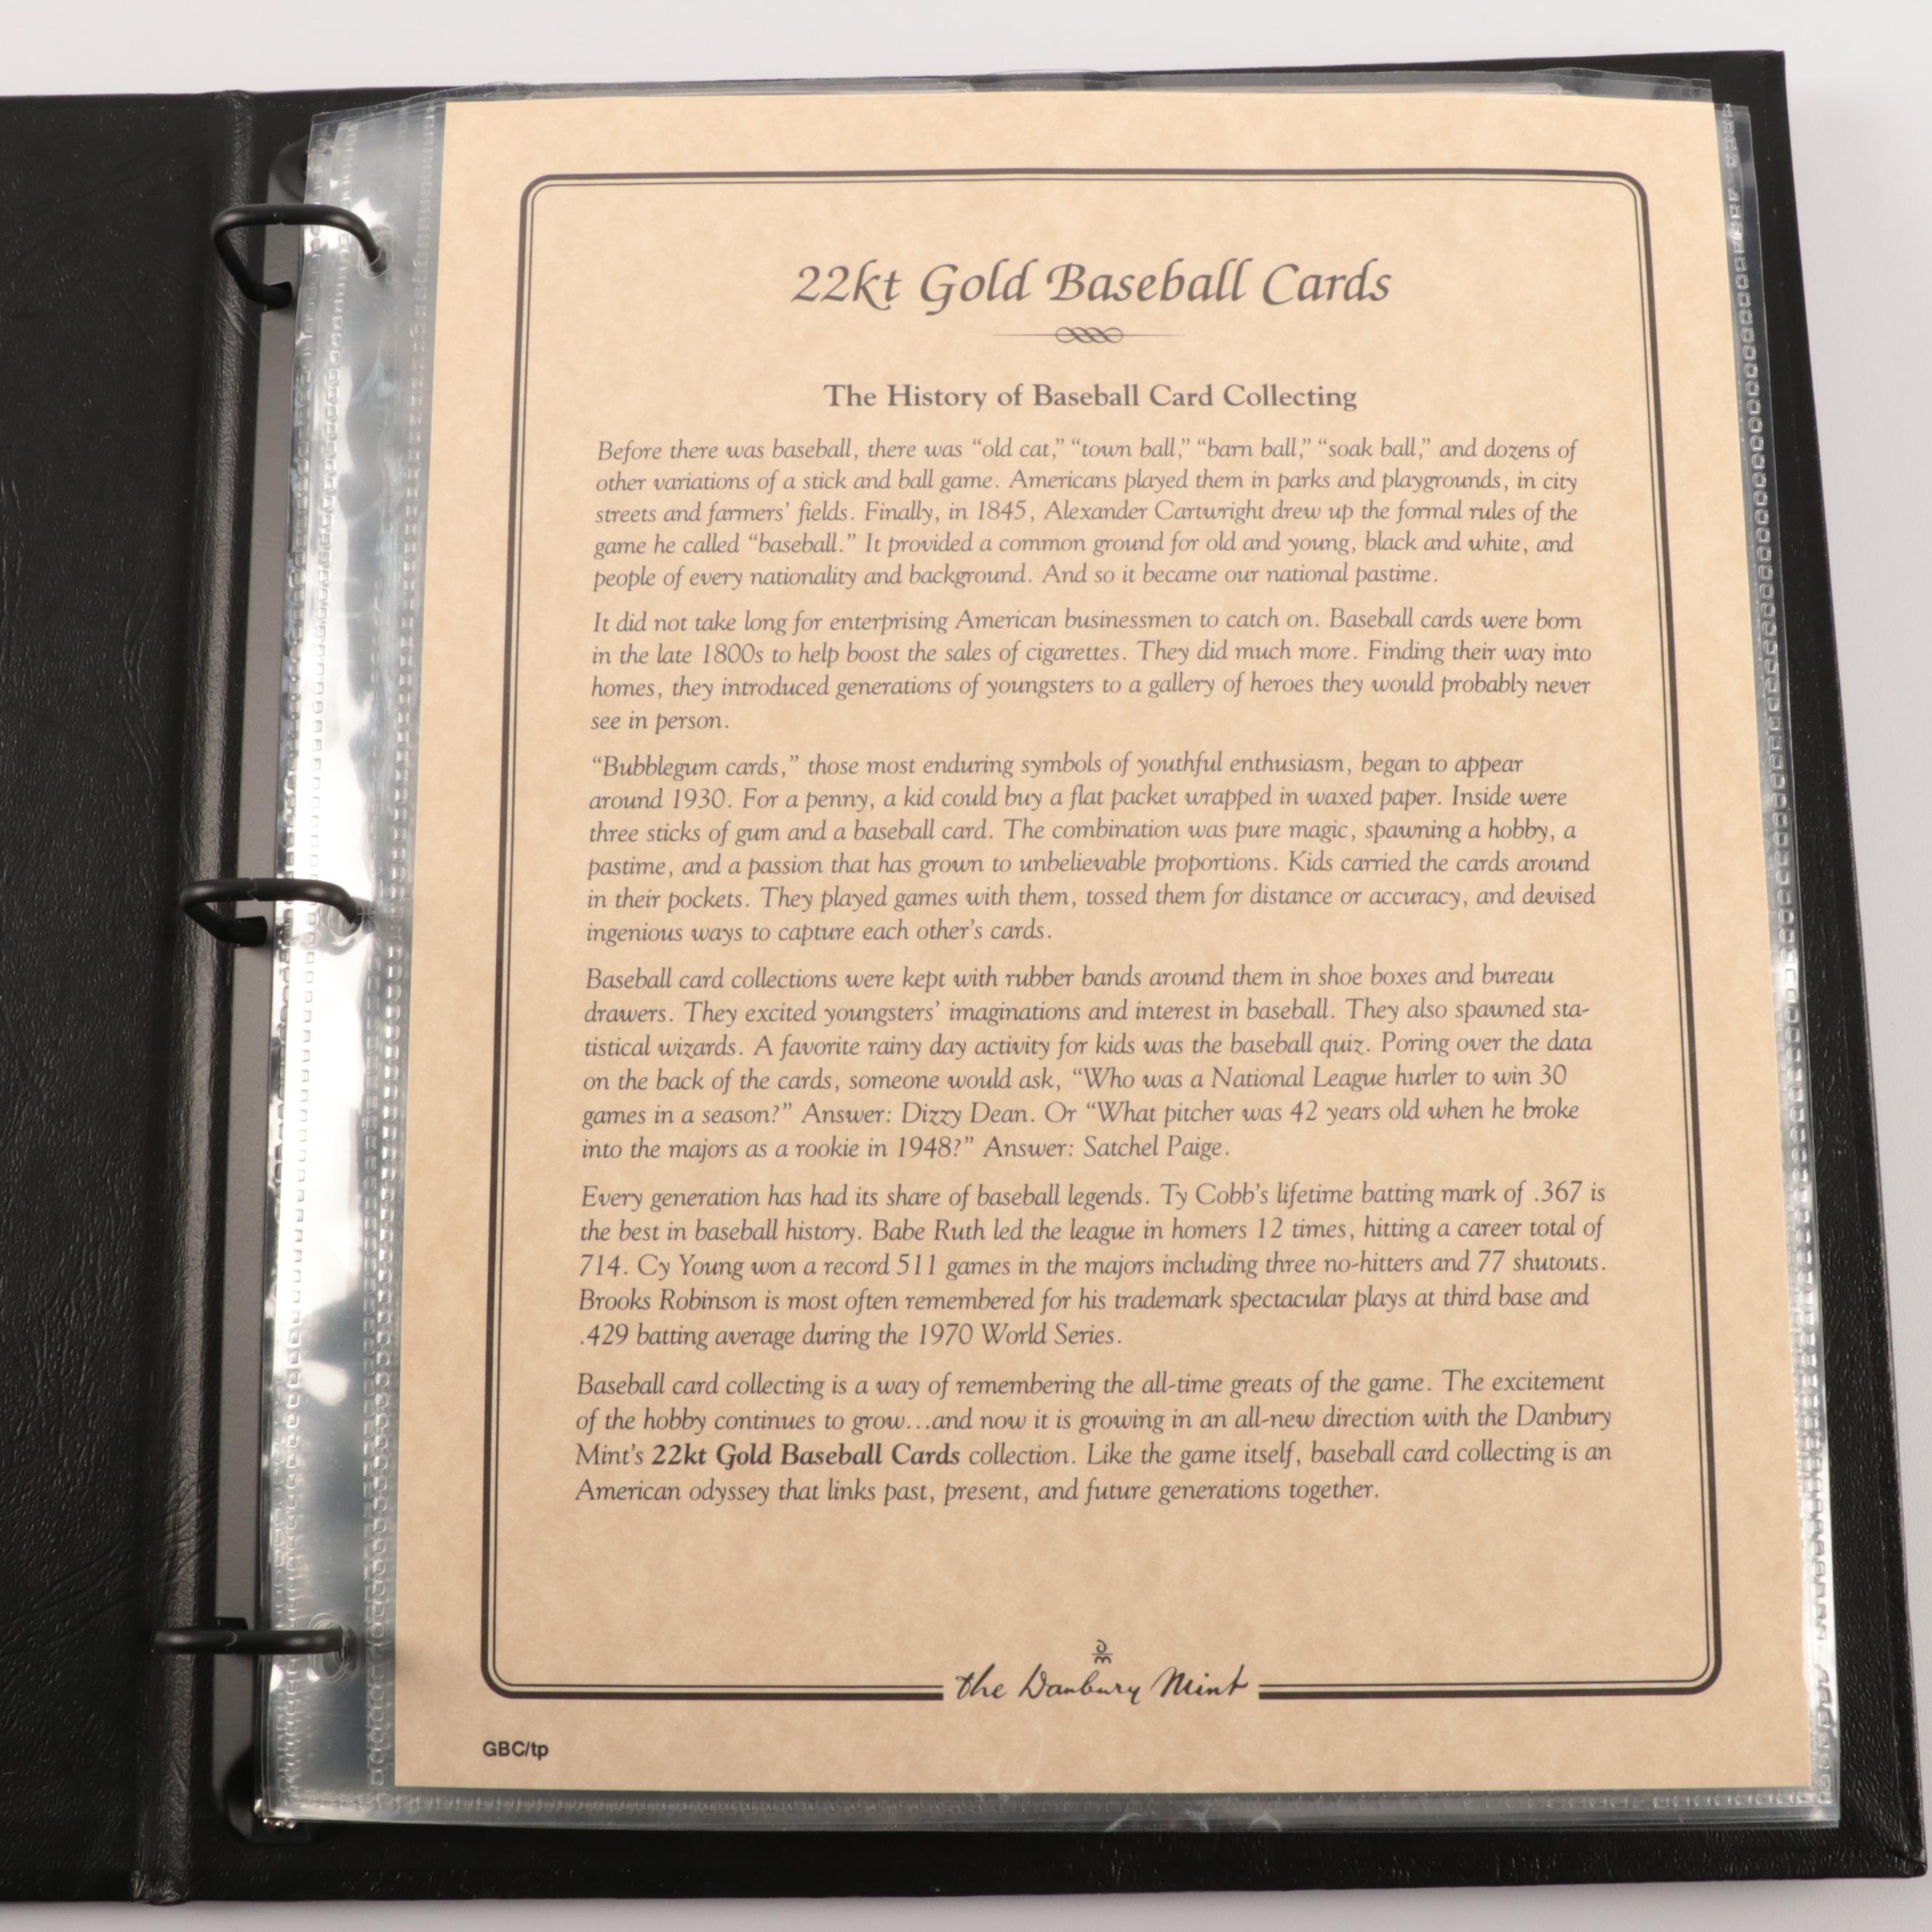 22kt Gold Baseball Cards
The History of Baseball Card Collecting
Before there was baseball, there was “old cat,” “town ball,” “barn ball,” “soak ball,” and dozens of
other variations of a stick and ball game. Americans played them in parks and playgrounds, in city
streets and farmers’ fields. Finally, in 1845, Alexander Cartwright drew up the formal rules of the
game he called “baseball.” It provided a common ground for old and young, black and white, and
people of every nationality and background. And so it became our national pastime.
It did not take long for enterprising American businessmen to catch on. Baseball cards were born
in the late 1800s to help boost the sales of cigarettes. They did much more. Finding their way into
homes, they introduced generations of youngsters to a gallery of heroes they would probably never
see in person.
“Bubblegum cards,” those most enduring symbols of youthful enthusiasm, began to appear
around 1930. For a penny, a kid could buy a flat packet wrapped in waxed paper. Inside were
three sticks of gum and a baseball card. The combination was pure magic, spawning a hobby, a
pastime, and a passion that has grown to unbelievable proportions. Kids carried the cards around
in their pockets. They played games with them, tossed them for distance or accuracy, and devised
ingenious ways to capture each other’s cards.
Baseball card collections were kept with rubber bands around them in shoe boxes and bureau
drawers. They excited youngsters’ imaginations and interest in baseball. They also spawned sta-
tistical wizards. A favorite rainy day activity for kids was the baseball quiz. Poring over the data
on the back of the cards, someone would ask, “Who was a National League hurler to win 30
games in a season?” Answer: Dizzy Dean. Or “What pitcher was 42 years old when he broke
into the majors as a rookie in 1948?” Answer: Satchel Paige.
Every generation has had its share of baseball legends. Ty Cobb’s lifetime batting mark of .367 is
the best in baseball history. Babe Ruth led the league in homers 12 times, hitting a career total of
714. Cy Young won a record 511 games in the majors including three no-hitters and 77 shutouts.
Brooks Robinson is most often remembered for his trademark spectacular plays at third base and
.429 batting average during the 1970 World Series.
Baseball card collecting is a way of remembering the all-time greats of the game. The excitement
of the hobby continues to grow...and now it is growing in an all-new direction with the Danbury
Mint’s 22kt Gold Baseball Cards collection. Like the game itself, baseball card collecting is an
American odyssey that links past, present, and future generations together.
the Danbury Mint
GBC/tp